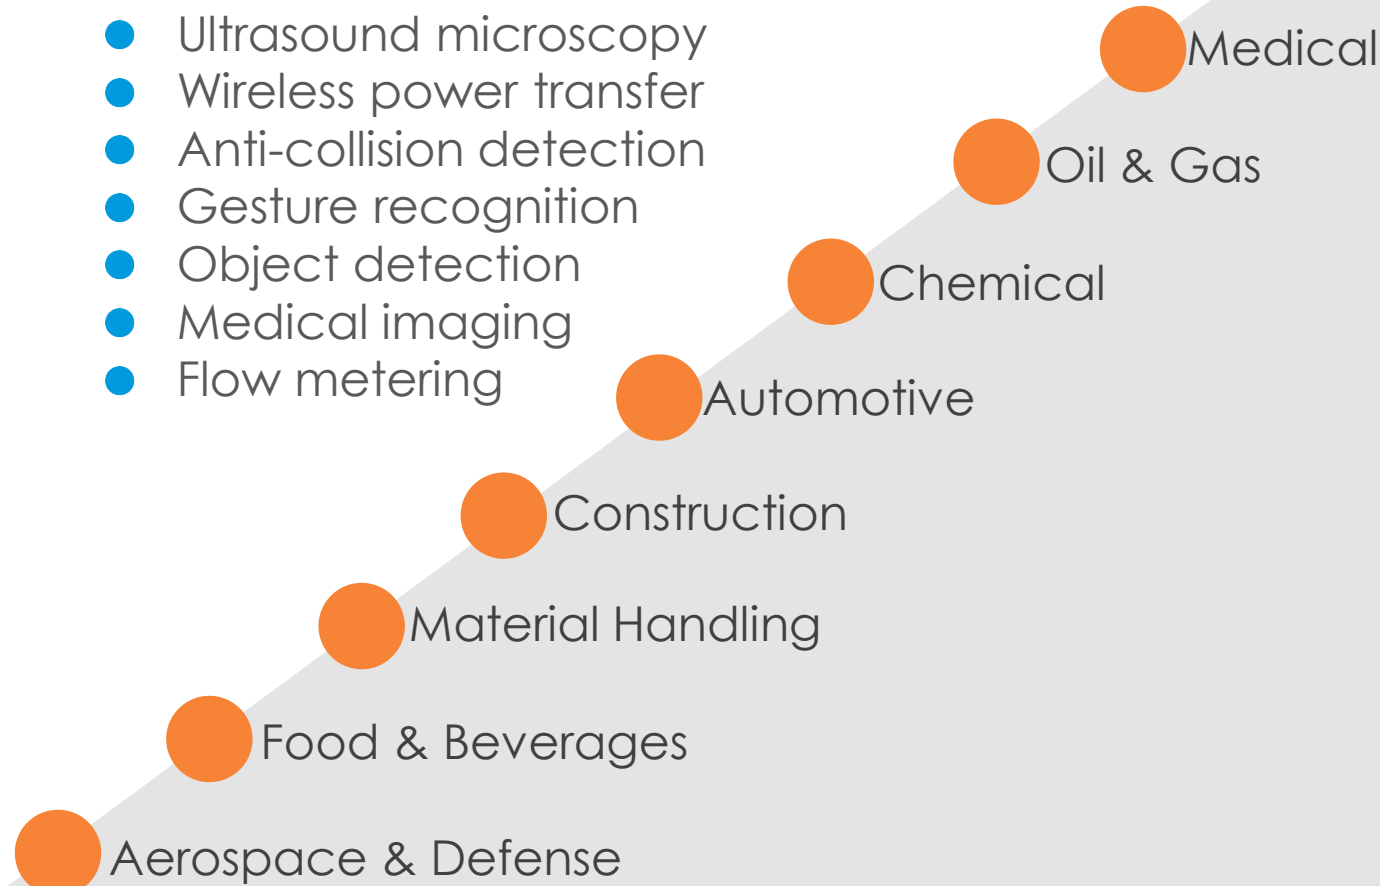 Ultrasound microscopy
Wireless power transfer
Anti-collision detection
Gesture recognition
Object detection
Medical imaging
Flow metering
Medical
Oil & Gas
Chemical
Automotive
Construction
Material Handling
Food & Beverages
Aerospace & Defense